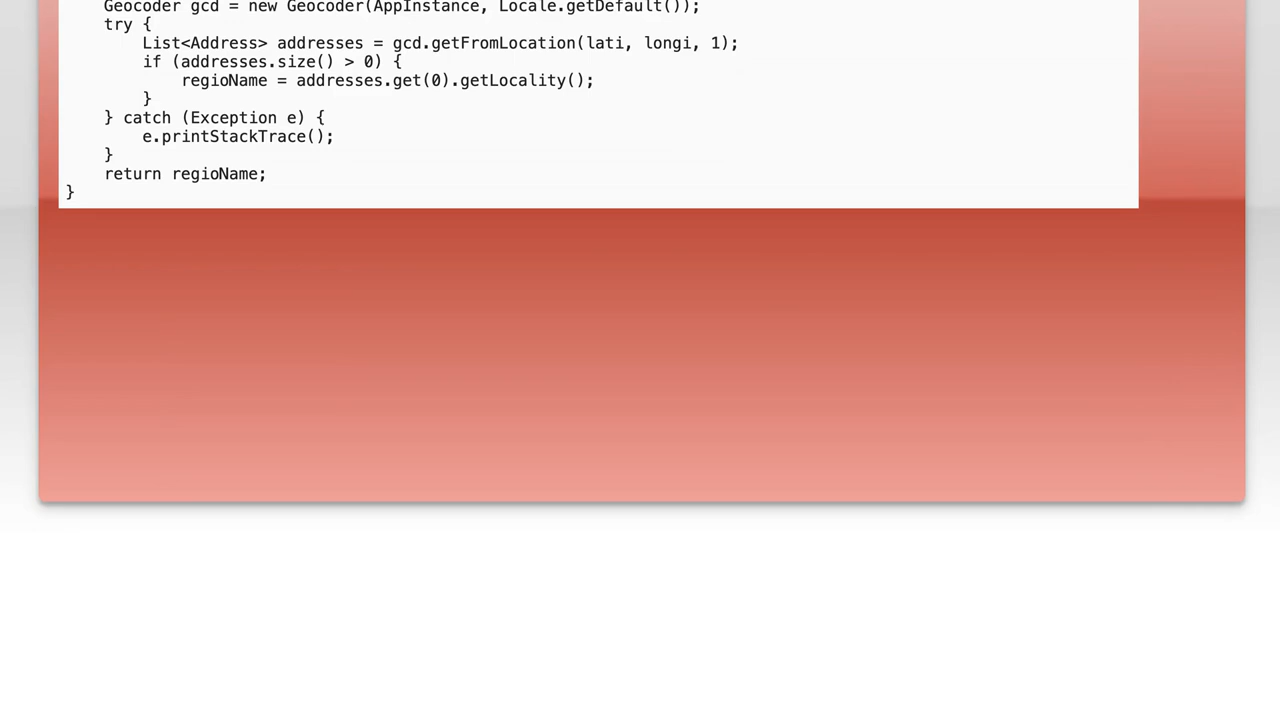 Geocoder gcd = new Geocoder(AppInstance, Locale.getDefault());
try {
List<Address> addresses = gcd.getFromLocation(lati, longi, 1);
if (addresses.size() > 0) {
regioName = addresses.get(0).getLocality();
}
} catch (Exception e) {
e.printStackTrace();
}
return regioName;
}